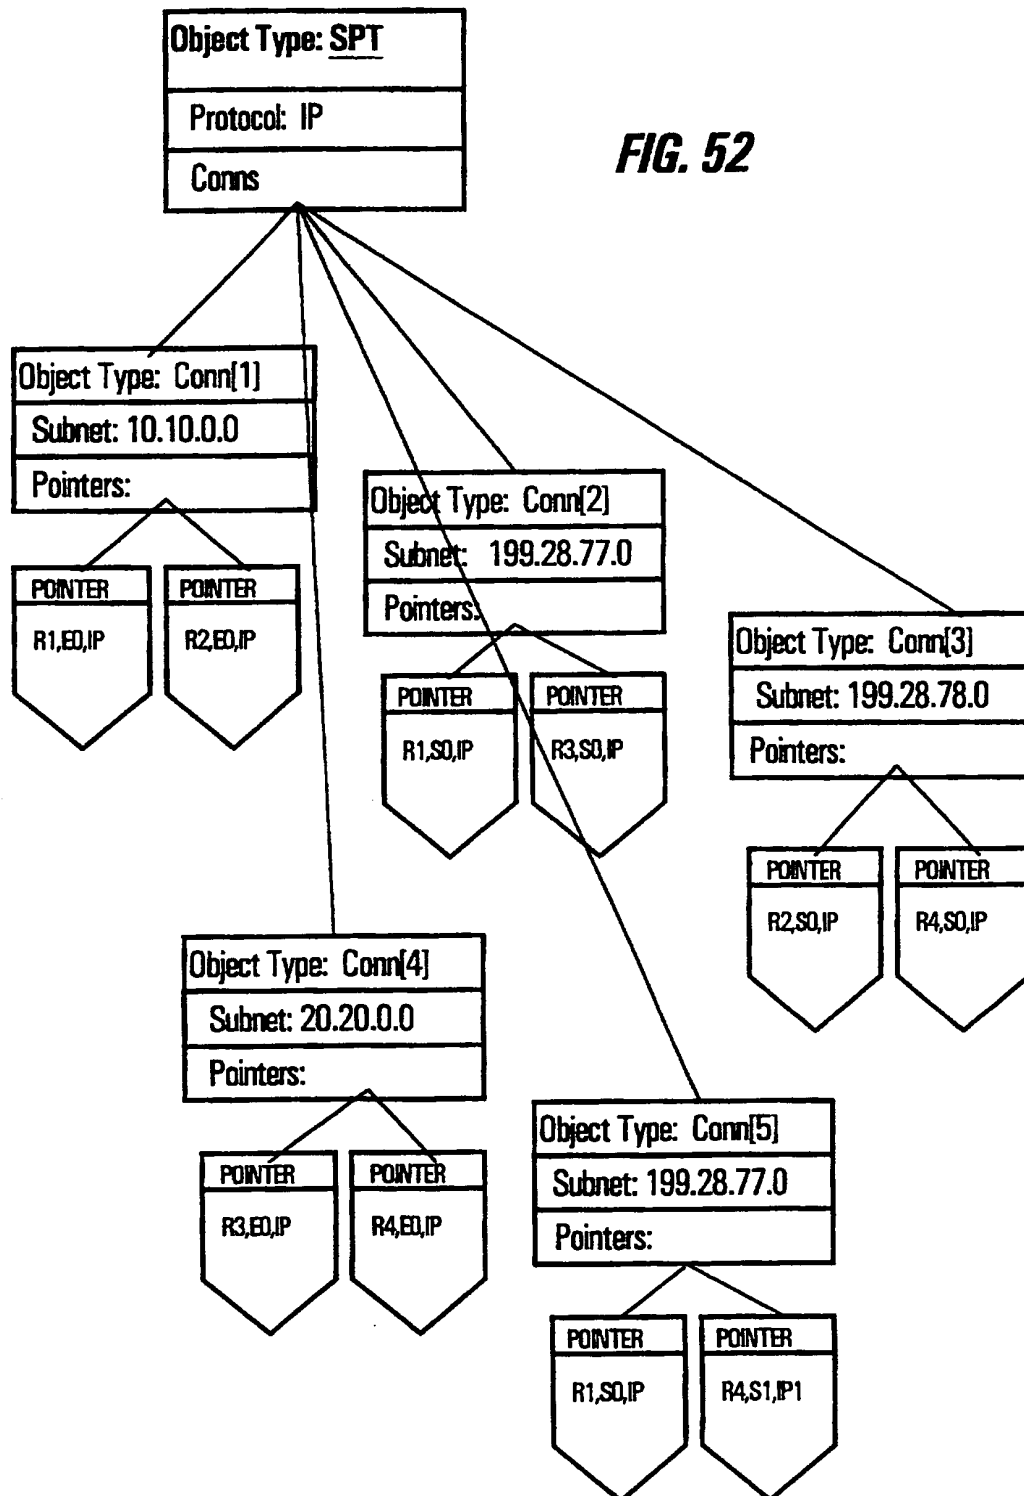 Object Type: SPT
Protocol: IP
Conns
FIG. 52
Object Type: Conn[1]
Subnet: 10.10.0.0
Pointers:
POINTER
R1,E0,IP
POINTER
R2,E0,IP
Object Type: Conn[2]
Subnet: 199.28.77.0
Pointers:
POINTER
R1,S0,IP
POINTER
R3,S0,IP
Object Type: Conn[3]
Subnet: 199.28.78.0
Pointers:
POINTER
R2,S0,IP
POINTER
R4,S0,IP
Object Type: Conn[4]
Subnet: 20.20.0.0
Pointers:
POINTER
R3,E0,IP
POINTER
R4,E0,IP
Object Type: Conn[5]
Subnet: 199.28.77.0
Pointers:
POINTER
R1,S0,IP
POINTER
R4,S1,IP1